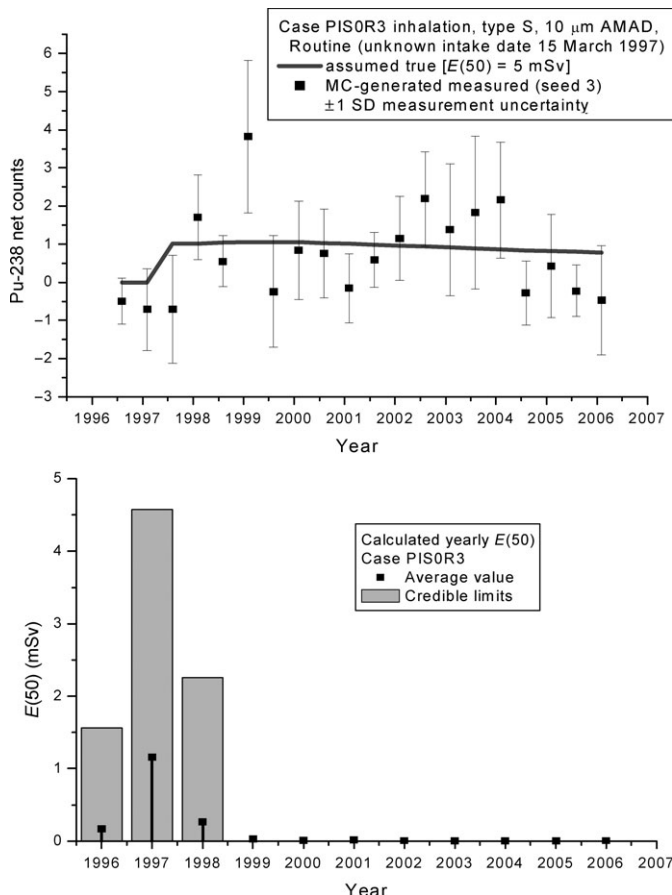 Case PIS0R3 inhalation, type S, 10 μm AMAD,
Routine (unknown intake date 15 March 1997)
assumed true [E(50) = 5 mSv]
MC-generated measured (seed 3)
±1 SD measurement uncertainty
Pu-238 net counts
6
5
4
3
2
1
0
−1
−2
−3
1996 1997 1998 1999 2000 2001 2002 2003 2004 2005 2006 2007
Year
Calculated yearly E(50)
Case PIS0R3
Average value
Credible limits
E(50) (mSv)
5
4
3
2
1
0
1996 1997 1998 1999 2000 2001 2002 2003 2004 2005 2006 2007
Year